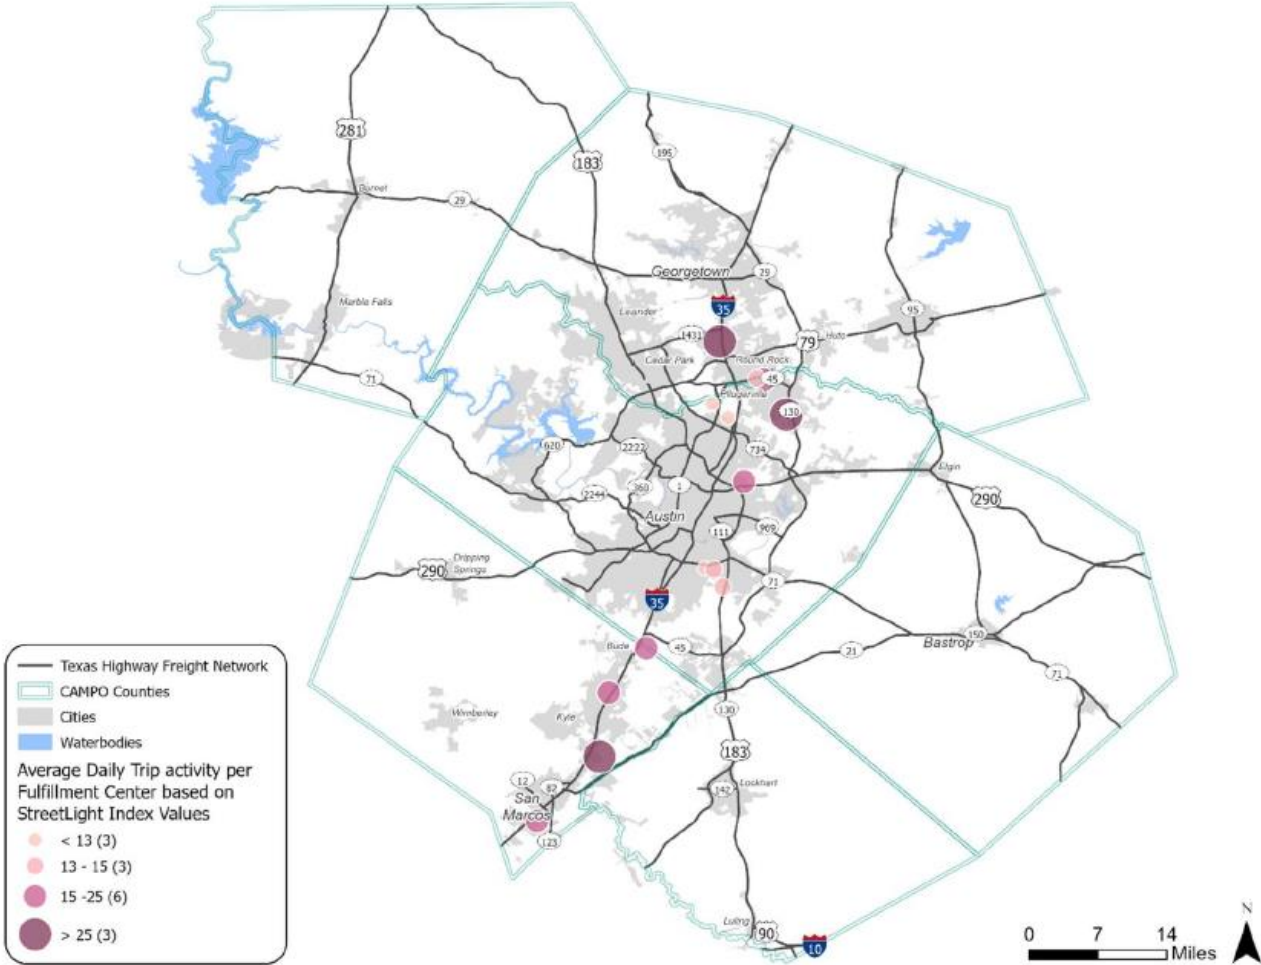 281
183
195
Burnet
29
Georgetown
29
35
Marble Falls
Leander
95
1431
79
Hutto
Cedar Park
Round Rock
71
45
Pflugerville
130
620
2222
734
Elgin
360
1
2244
290
Austin
111
969
Dripping
Springs
290
71
35
Bastrop
150
Buda
45
21
71
Wimberley
Kyle
130
183
12
82
Lockhart
142
San
Marcos
123
Luling
90
10
Texas Highway Freight Network
CAMPO Counties
Cities
Waterbodies
Average Daily Trip activity per
Fulfillment Center based on
StreetLight Index Values
< 13 (3)
13 - 15 (3)
15 -25 (6)
> 25 (3)
N
0 7 14
Miles